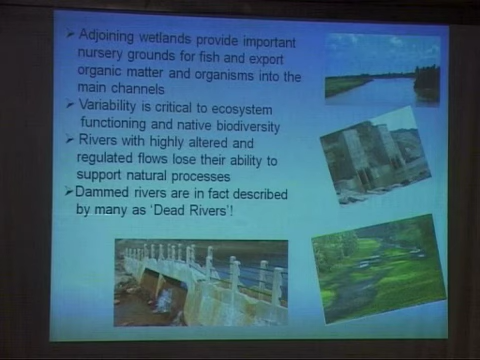 ➢ Adjoining wetlands provide important
nursery grounds for fish and export
organic matter and organisms into the
main channels
➢ Variability is critical to ecosystem
functioning and native biodiversity
➢ Rivers with highly altered and
regulated flows lose their ability to
support natural processes
➢ Dammed rivers are in fact described
by many as ‘Dead Rivers’!